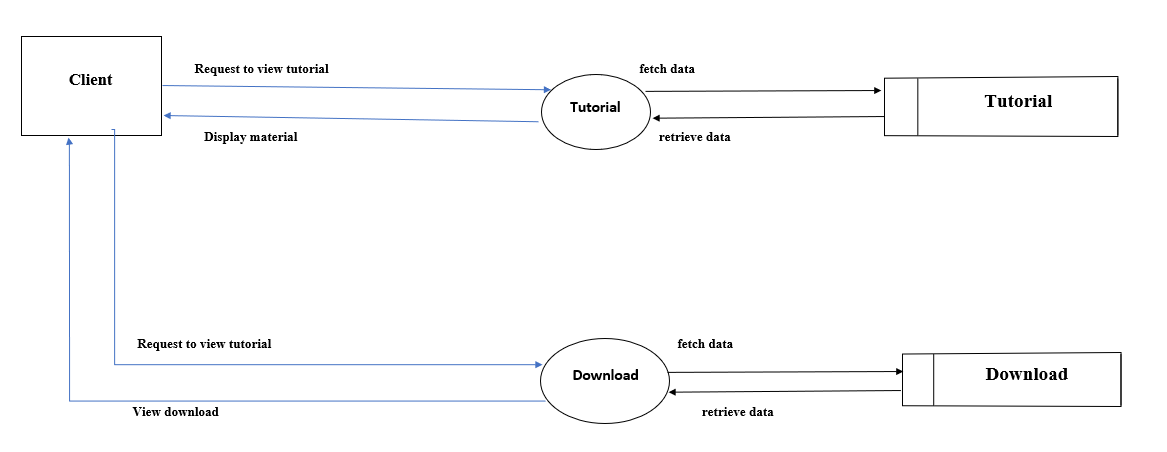 Client
Request to view tutorial
Display material
Tutorial
fetch data
retrieve data
Tutorial
Request to view tutorial
View download
Download
fetch data
retrieve data
Download